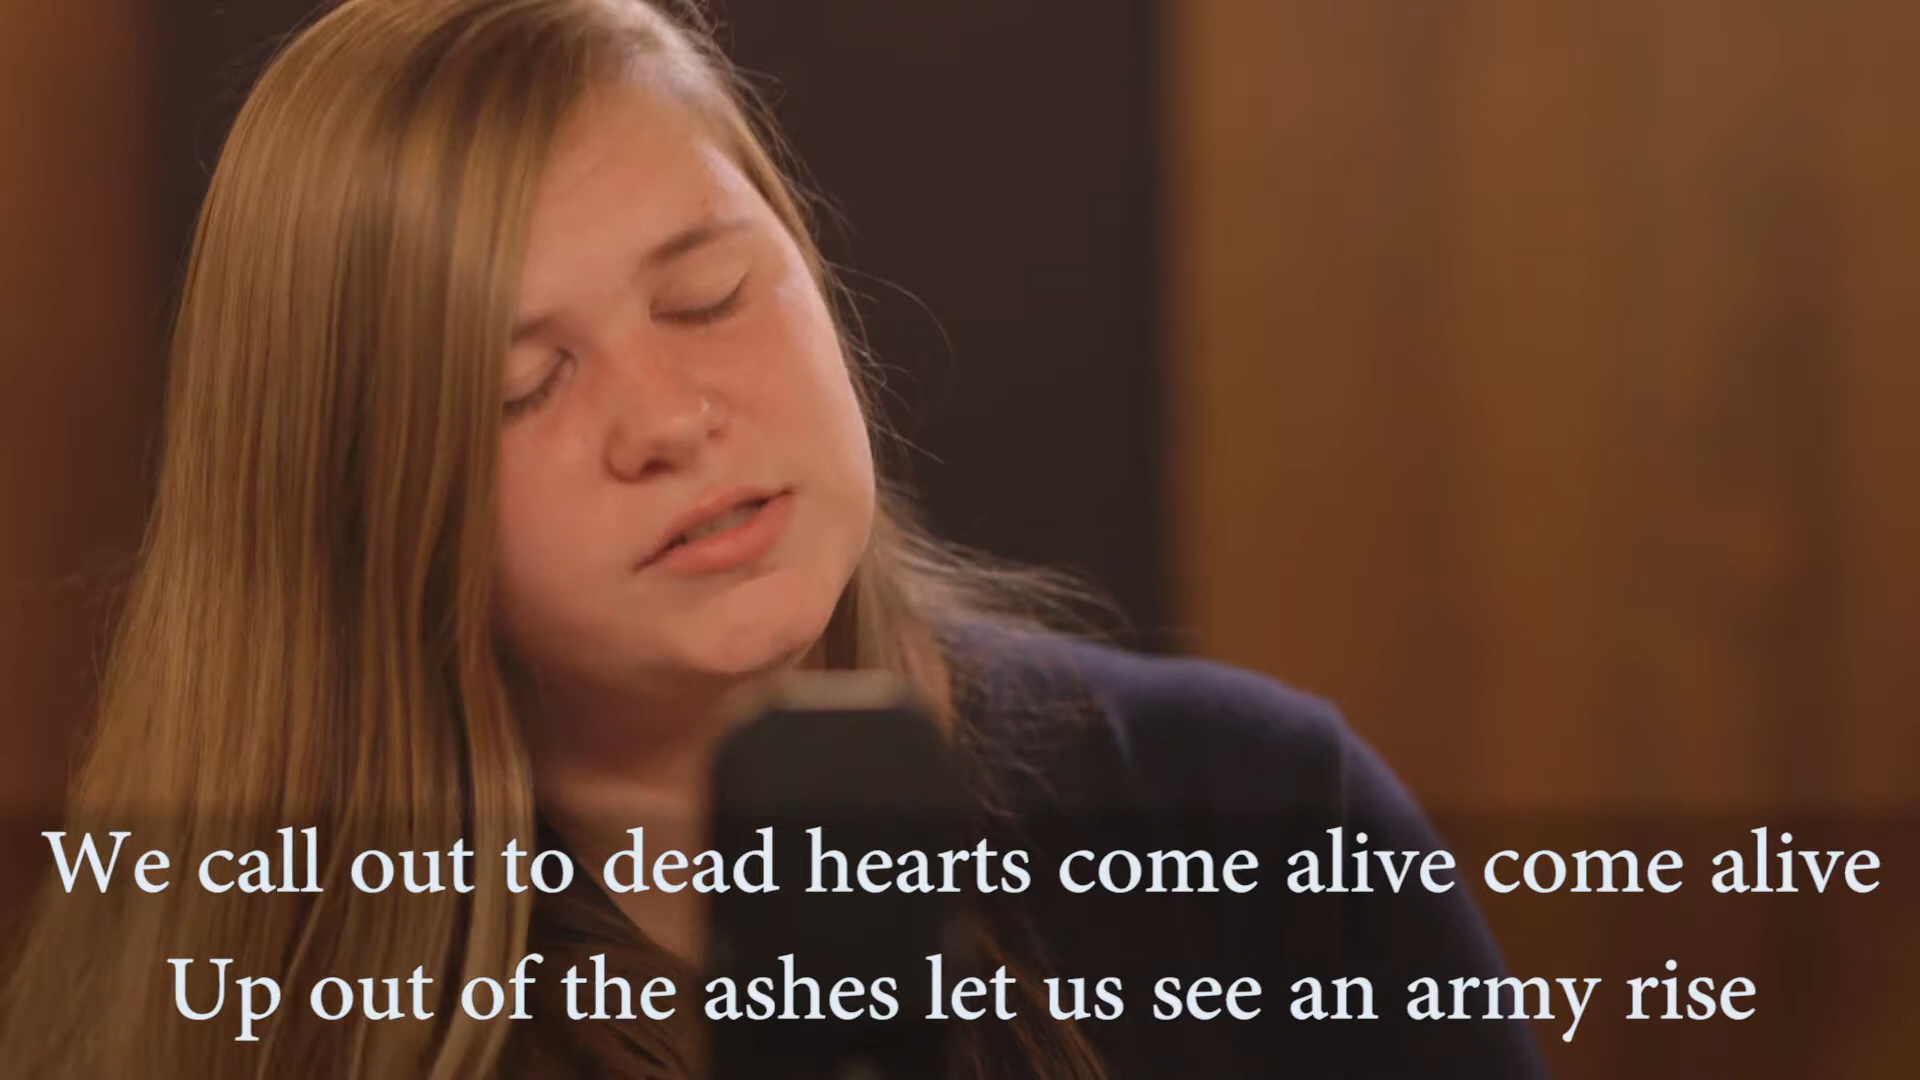 We call out to dead hearts come alive come alive
Up out of the ashes let us see an army rise